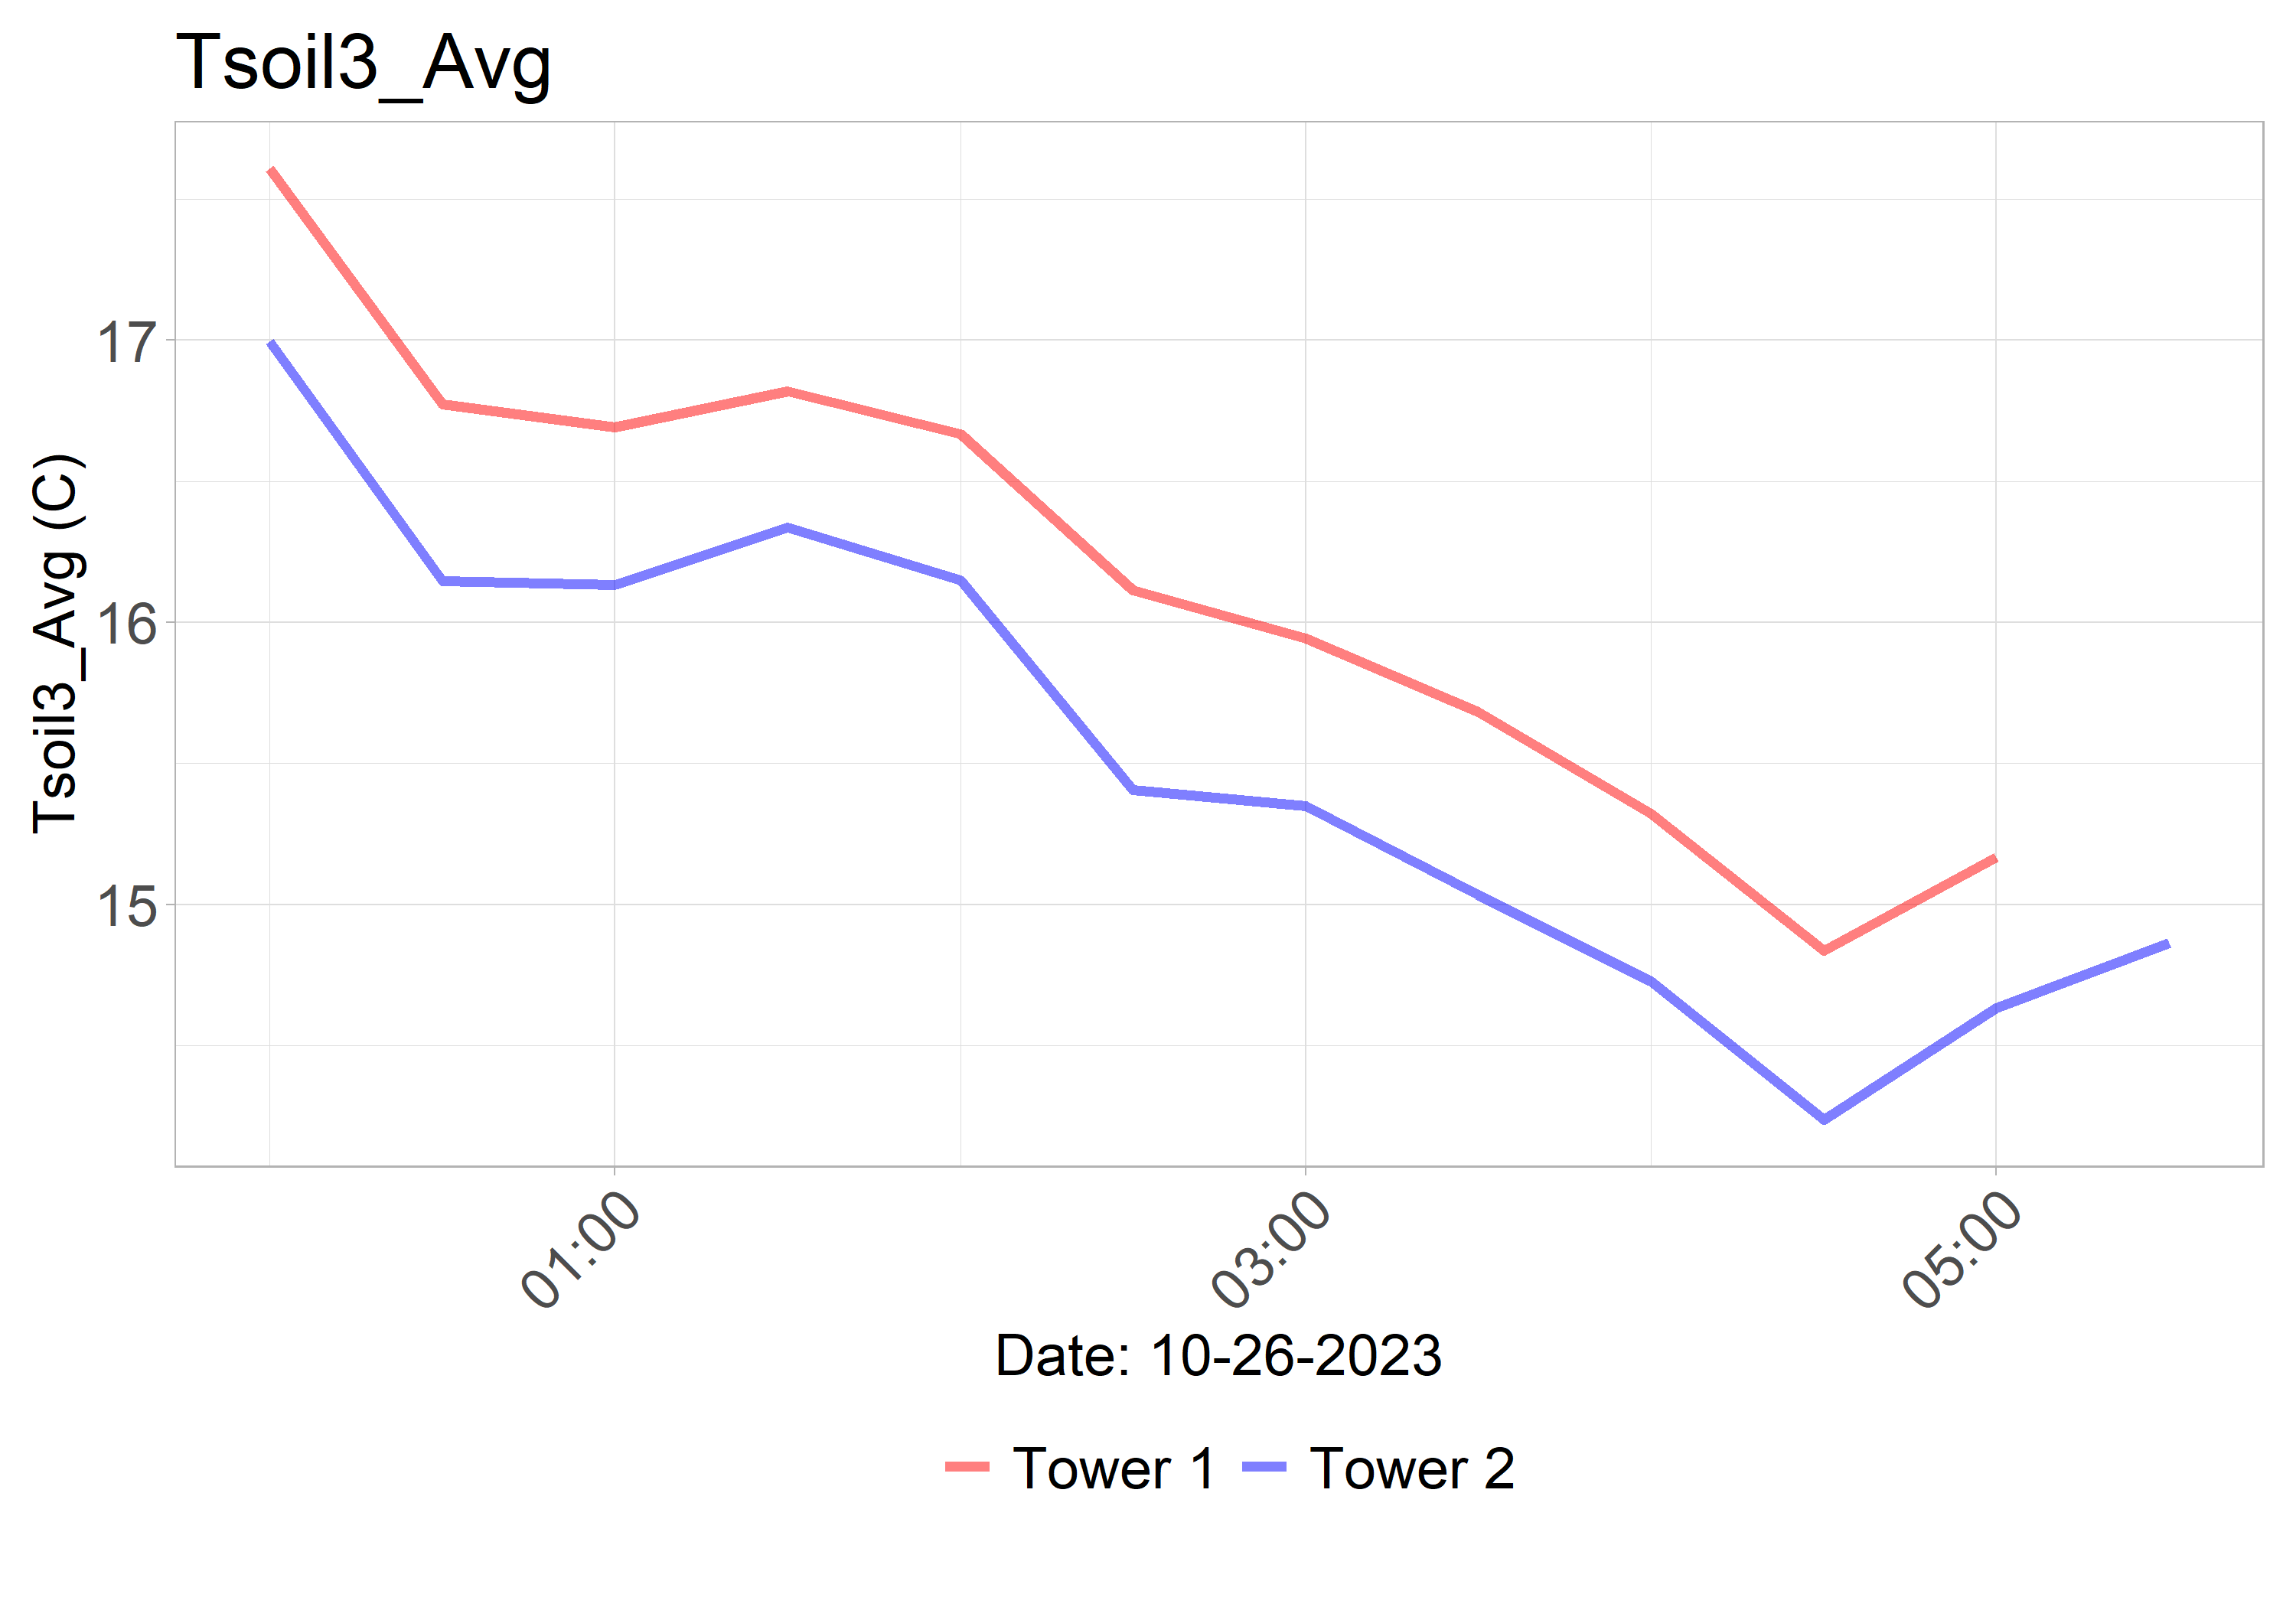 Tsoil3_Avg
Tsoil3_Avg (C)
17
16
15
01:00
03:00
05:00
Date: 10-26-2023
Tower 1
Tower 2